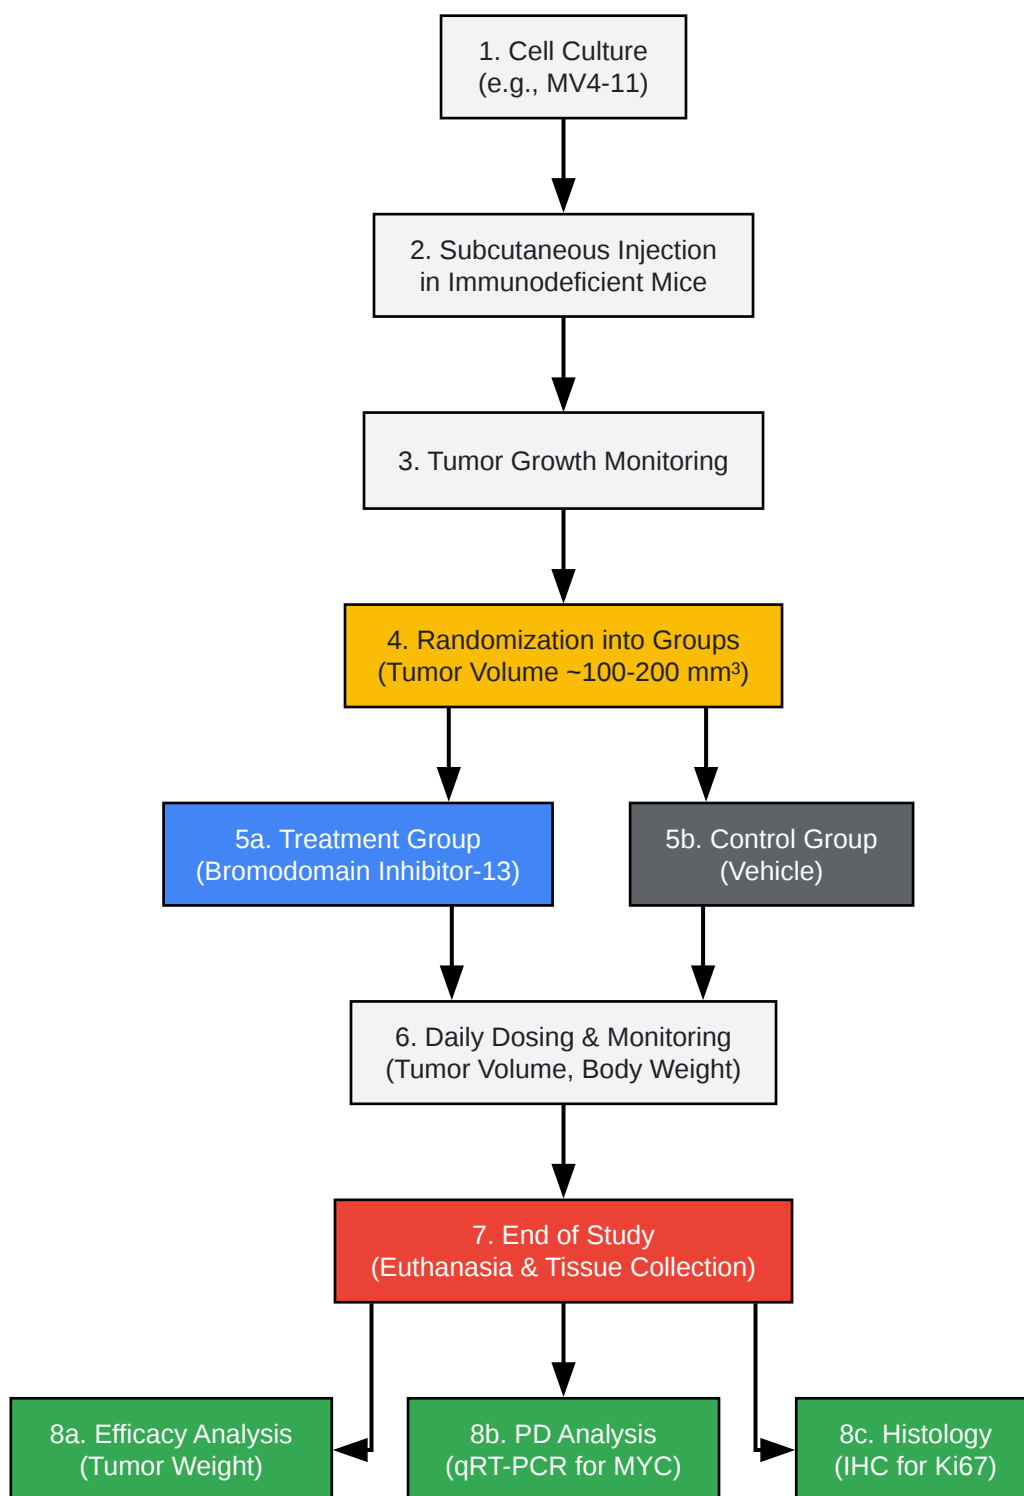 1. Cell Culture
(e.g., MV4-11)
2. Subcutaneous Injection
in Immunodeficient Mice
3. Tumor Growth Monitoring
4. Randomization into Groups
(Tumor Volume ~100-200 mm³)
5a. Treatment Group
(Bromodomain Inhibitor-13)
5b. Control Group
(Vehicle)
6. Daily Dosing & Monitoring
(Tumor Volume, Body Weight)
7. End of Study
(Euthanasia & Tissue Collection)
8a. Efficacy Analysis
(Tumor Weight)
8b. PD Analysis
(qRT-PCR for MYC)
8c. Histology
(IHC for Ki67)